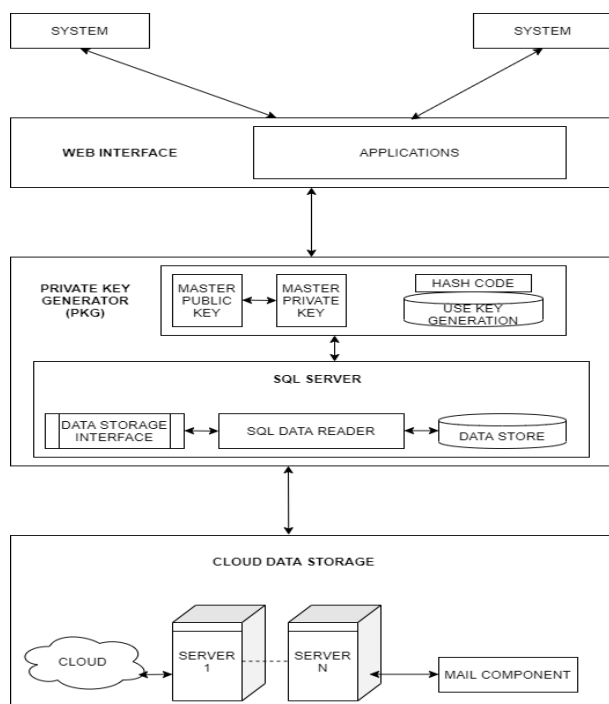 SYSTEM
SYSTEM
WEB INTERFACE
APPLICATIONS
PRIVATE KEY
GENERATOR
(PKG)
MASTER
PUBLIC
KEY
MASTER
PRIVATE
KEY
HASH CODE
USE KEY
GENERATION
SQL SERVER
DATA STORAGE
INTERFACE
SQL DATA READER
DATA STORE
CLOUD DATA STORAGE
CLOUD
SERVER
1
SERVER
N
MAIL COMPONENT